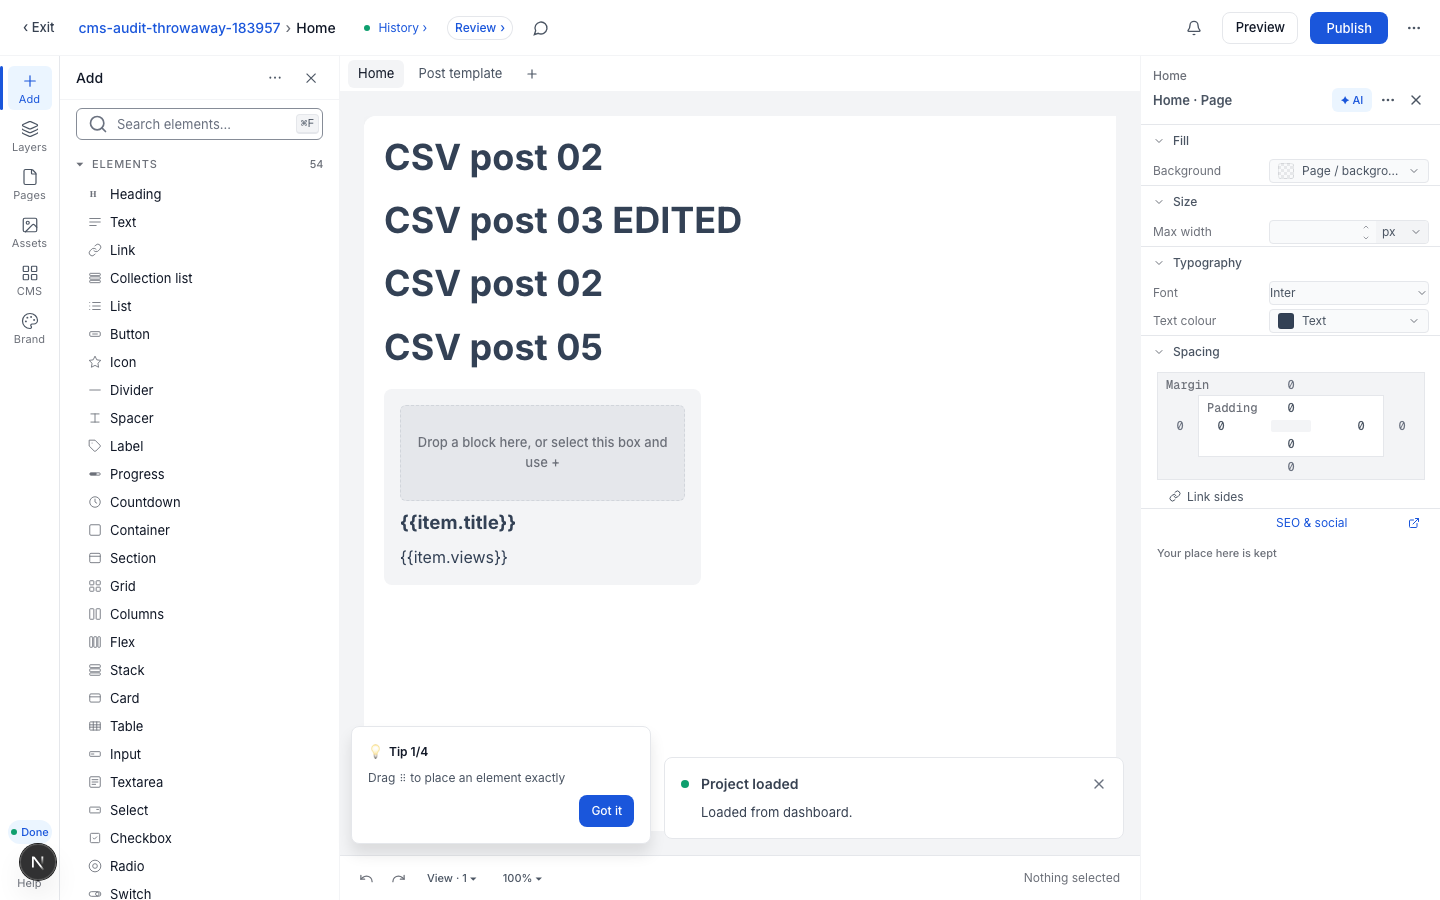 ‹ Exit
cms-audit-throwaway-183957 › Home
History ›
Review ›
Preview
Publish
Add
Layers
Pages
Assets
CMS
Brand
Done
N
Help
Add
Search elements...
⌘F
ELEMENTS
54
H Heading
Text
Link
Collection list
List
Button
Icon
Divider
Spacer
Label
Progress
Countdown
Container
Section
Grid
Columns
Flex
Stack
Card
Table
Input
Textarea
Select
Checkbox
Radio
Switch
Home
Post template
CSV post 02
CSV post 03 EDITED
CSV post 02
CSV post 05
Drop a block here, or select this box and
use +
{{item.title}}
{{item.views}}
Tip 1/4
Drag ⠿ to place an element exactly
Got it
Project loaded
Loaded from dashboard.
View · 1
100%
Nothing selected
Home
Home · Page
AI
Fill
Background
Page / backgro...
Size
Max width
px
Typography
Font
Inter
Text colour
Text
Spacing
Margin
0
Padding
0
0
0
0
0
0
0
Link sides
SEO & social
Your place here is kept